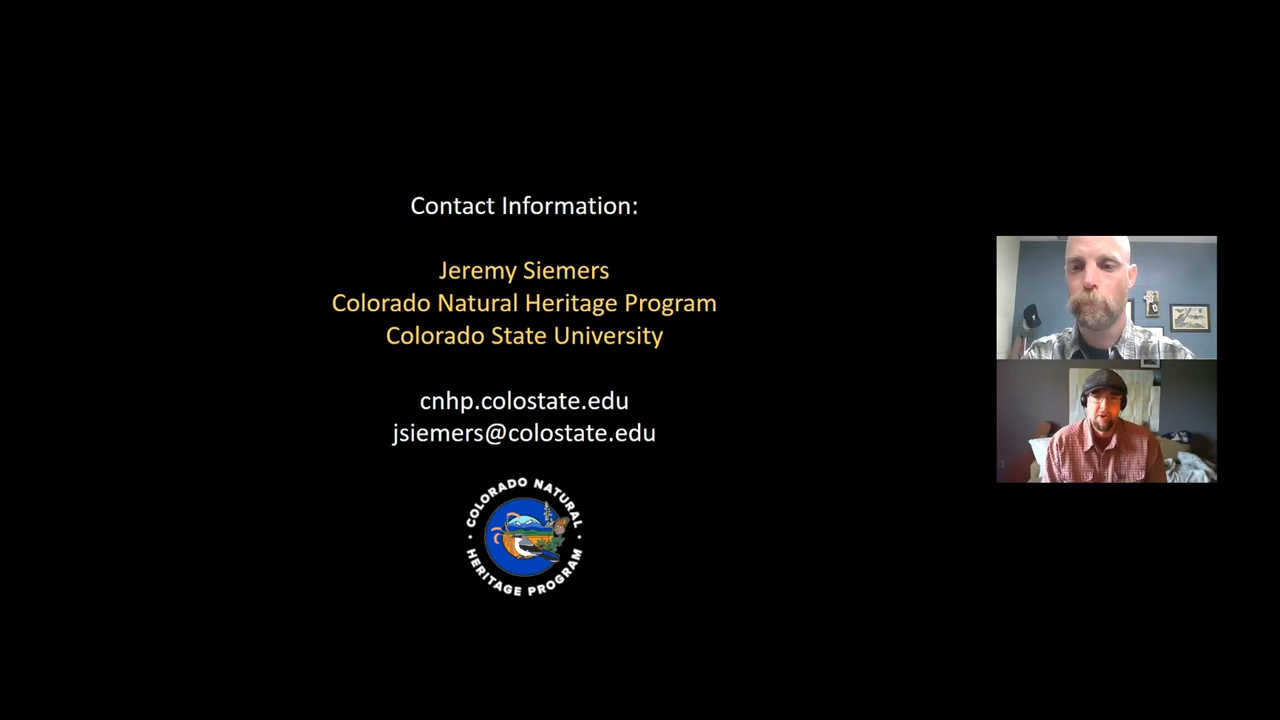 Contact Information:
Jeremy Siemers
Colorado Natural Heritage Program
Colorado State University
cnhp.colostate.edu
jsiemers@colostate.edu
COLORADO NATURAL
HERITAGE PROGRAM